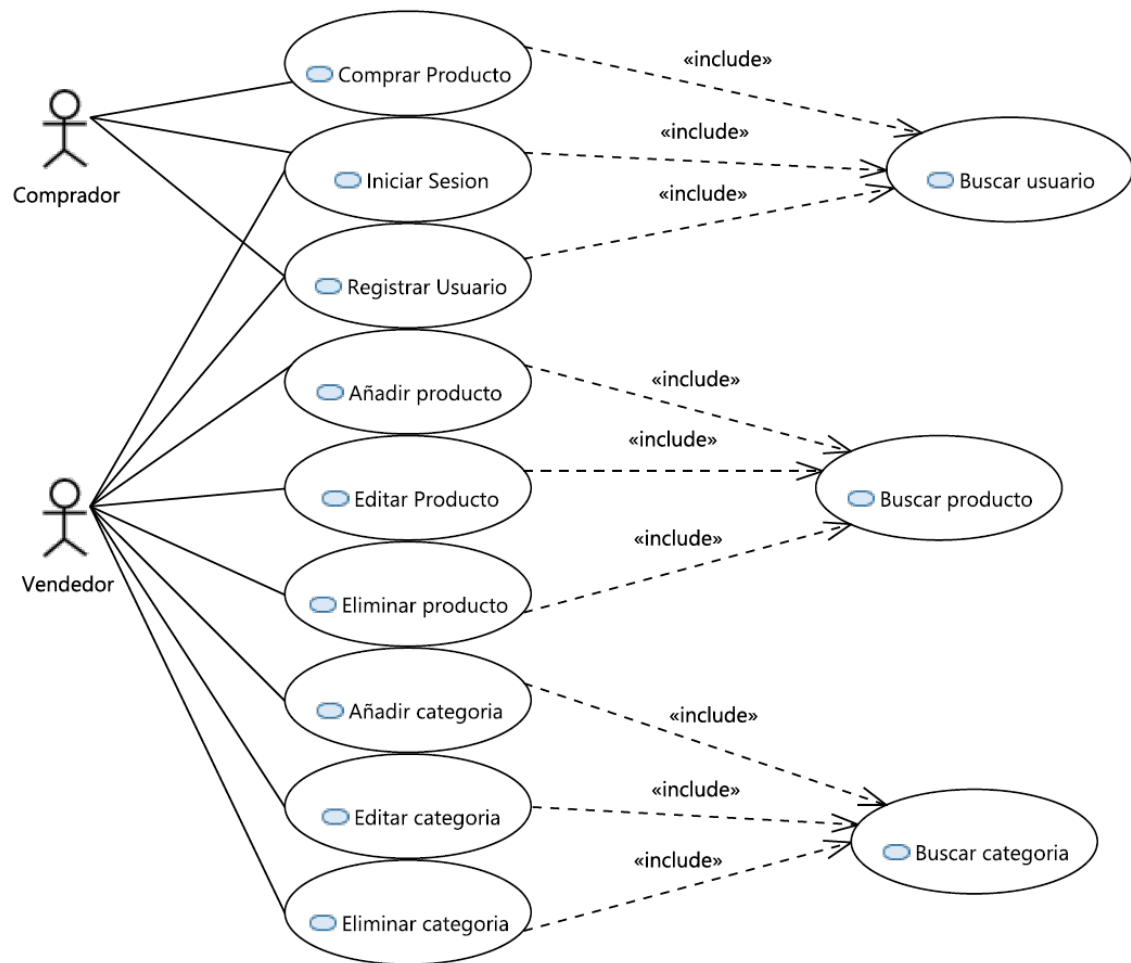 Comprar Producto
«include»
Comprador
Iniciar Sesion
«include»
Buscar usuario
Registrar Usuario
«include»
Añadir producto
«include»
Vendedor
Editar Producto
«include»
Buscar producto
Eliminar producto
«include»
Añadir categoria
«include»
Editar categoria
«include»
Buscar categoria
Eliminar categoria
«include»